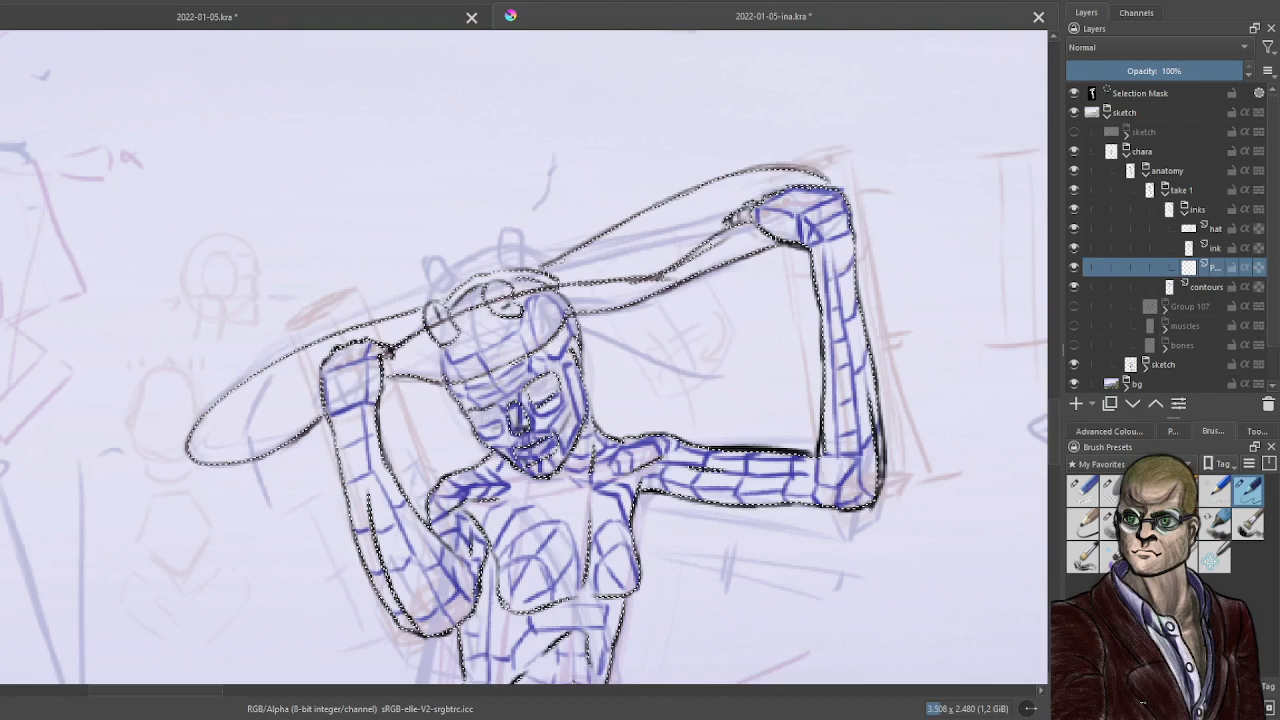 2022-01-05.kra *
2022-01-05-ina.kra *
Layers
Channels
Layers
Normal
Opacity: 100%
Selection Mask
sketch
sketch
chara
anatomy
take 1
inks
hat
ink
P...
contours
Group 107
muscles
bones
sketch
bg
Advanced Colou...
P...
Brus...
Too...
Brush Presets
★ My Favorites
Tag
Tag
RGB/Alpha (8-bit integer/channel) sRGB-elle-V2-srgbtrc.icc
3.508 x 2.480 (1,2 GiB)